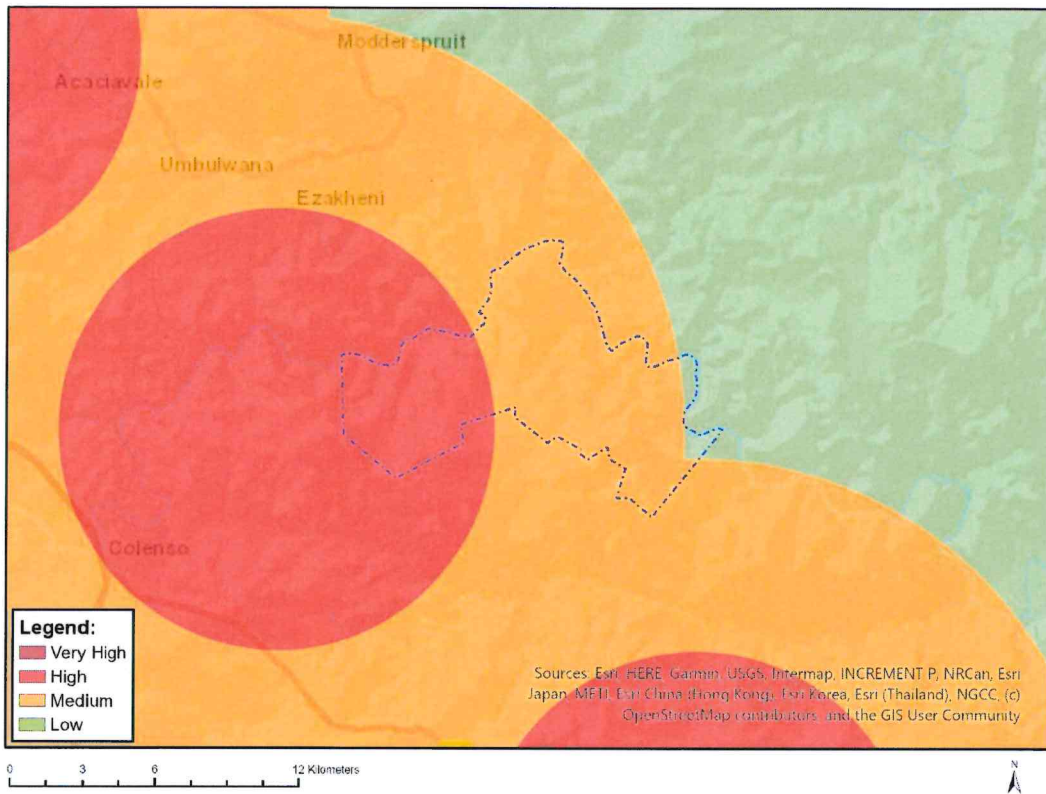 Modderspruit
Acaciavale
Umbulwana
Ezakheni
Colenso
Legend:
Very High
High
Medium
Low
Sources: Esri, HERE, Garmin, USGS, Intermap, INCREMENT P, NRCan, Esri
Japan, METI, Esri China (Hong Kong), Esri Korea, Esri (Thailand), NGCC, (c)
OpenStreetMap contributors, and the GIS User Community
0 3 6 12 Kilometers
N